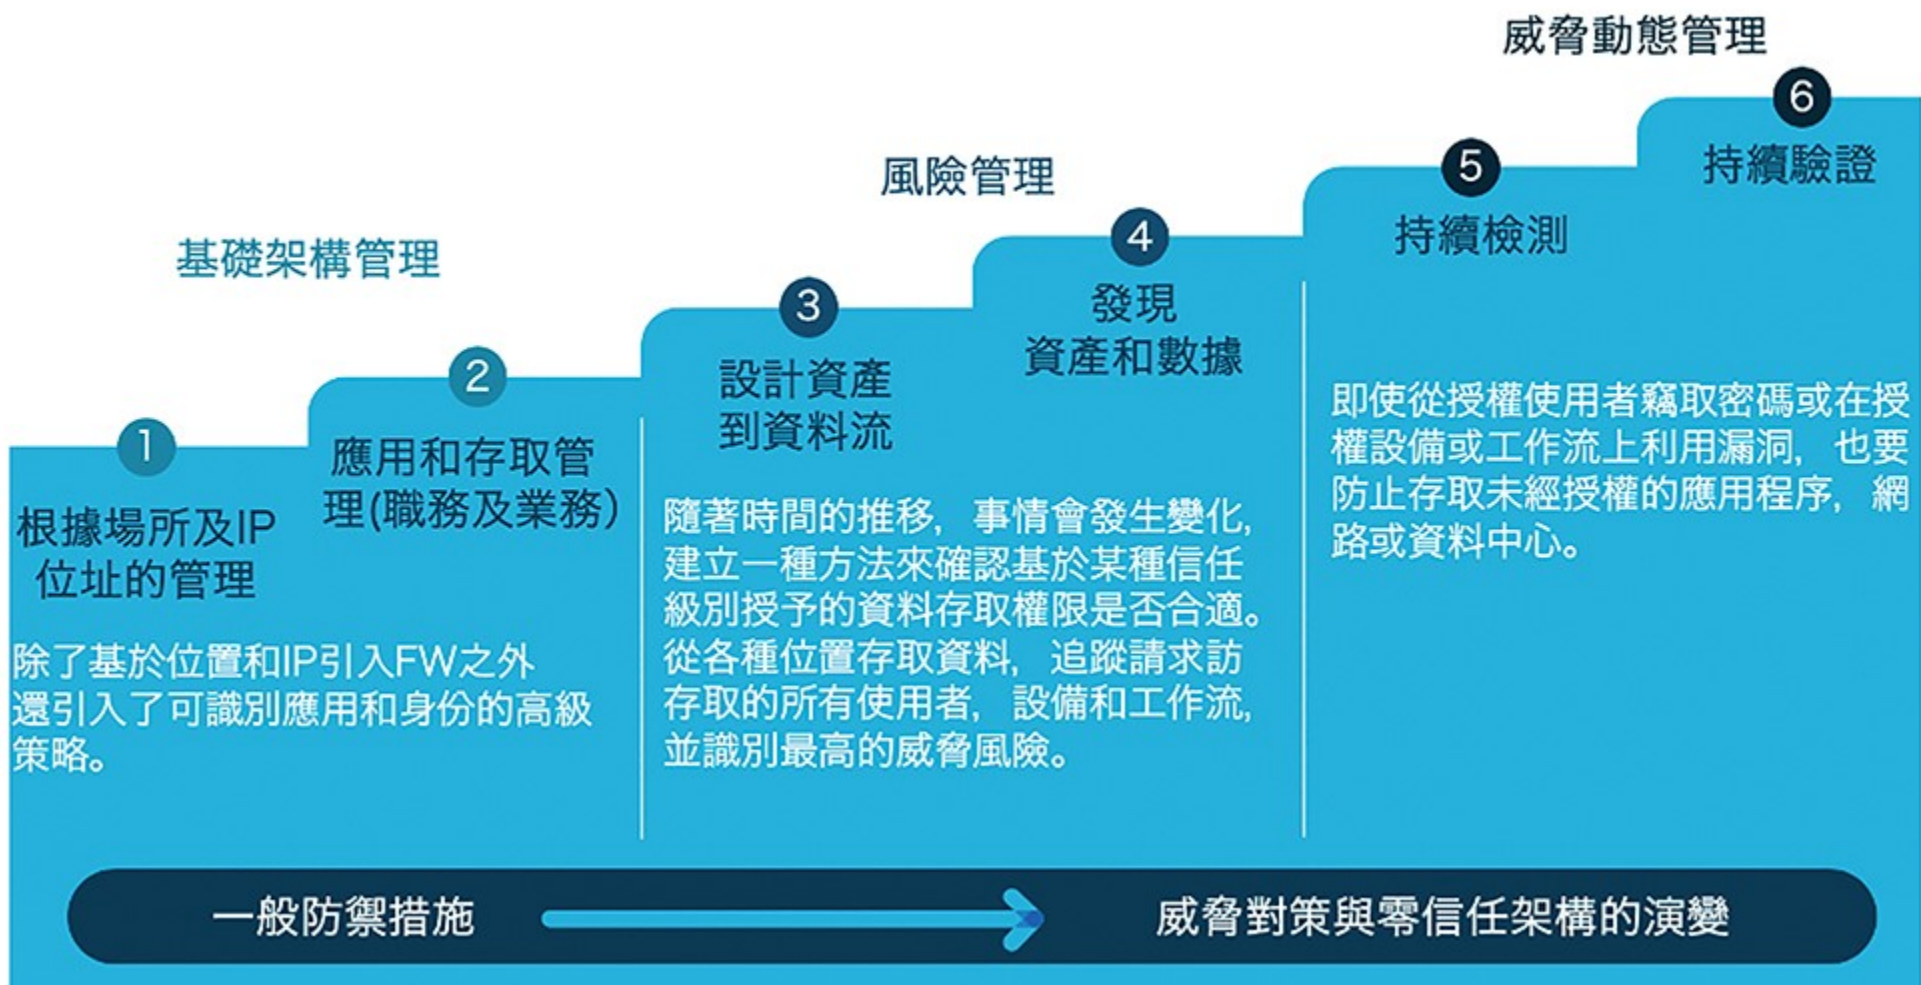 威脅動態管理
6
持續驗證
5
持續檢測
風險管理
4
發現
資產和數據
基礎架構管理
3
設計資產
到資料流
2
應用和存取管
理(職務及業務)
1
根據場所及IP
位址的管理
除了基於位置和IP引入FW之外
還引入了可識別應用和身份的高級
策略。
隨著時間的推移，事情會發生變化，
建立一種方法來確認基於某種信任
級別授予的資料存取權限是否合適。
從各種位置存取資料，追蹤請求訪
存取的所有使用者，設備和工作流，
並識別最高的威脅風險。
即使從授權使用者竊取密碼或在授
權設備或工作流上利用漏洞，也要
防止存取未經授權的應用程序，網
路或資料中心。
一般防禦措施
威脅對策與零信任架構的演變